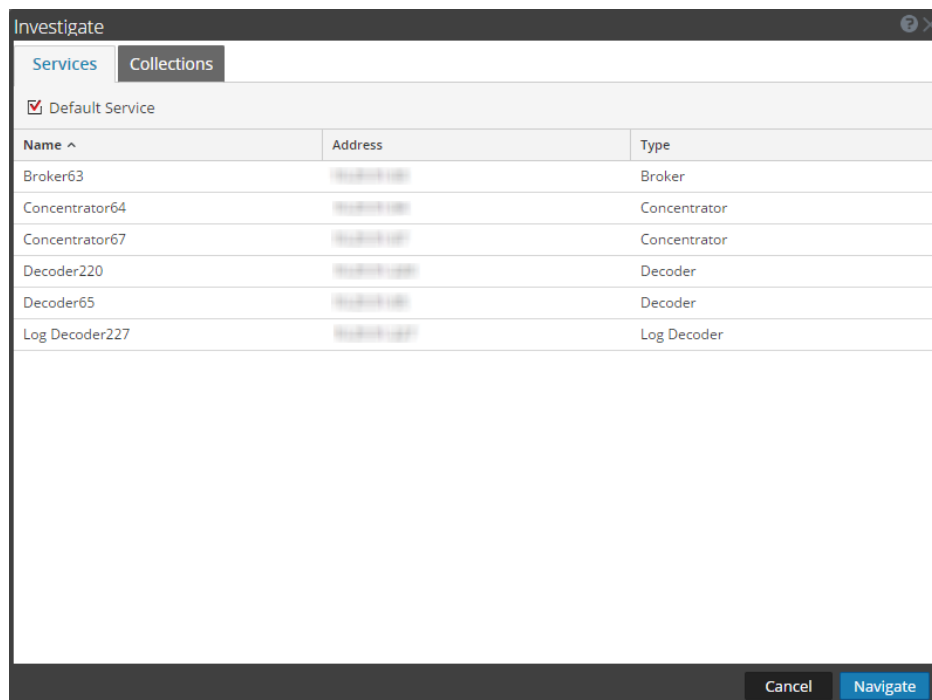 Investigate
Services Collections
Default Service
Name Address Type
Broker63 Broker
Concentrator64 Concentrator
Concentrator67 Concentrator
Decoder220 Decoder
Decoder65 Decoder
Log Decoder227 Log Decoder
Cancel Navigate